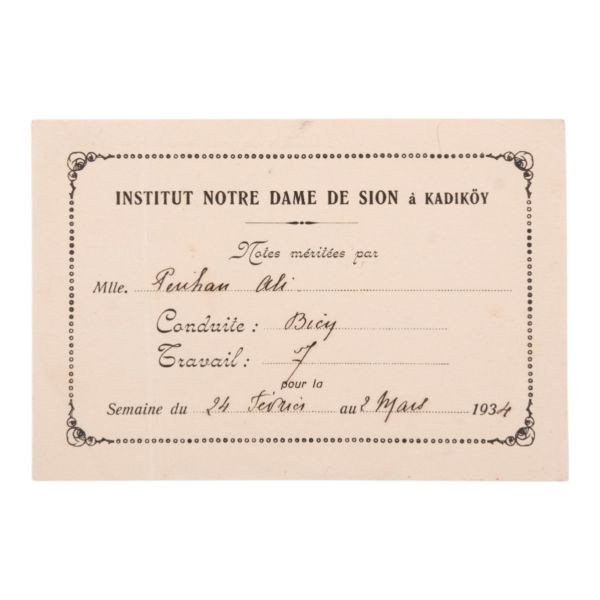 INSTITUT NOTRE DAME DE SION à KADIKÖY
Notes méritées par
Mlle. Perihan Ali
Conduite :
Travail : 7
pour la
Semaine du 24 Février au 2 Mars 1934